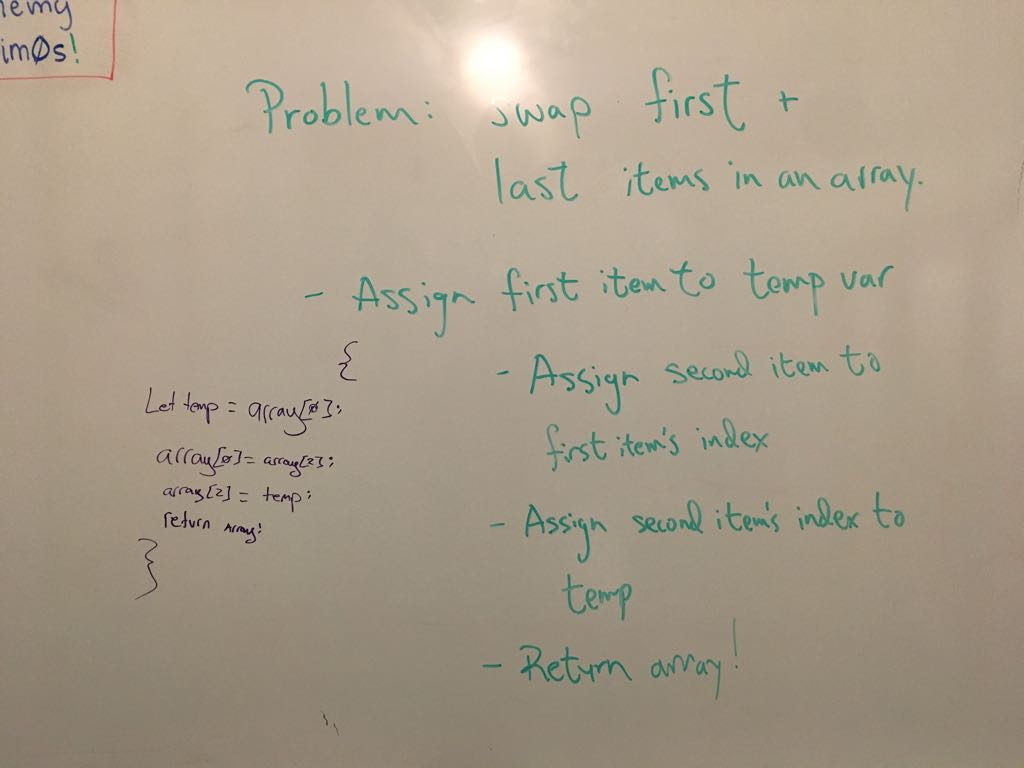 imØs!
Problem: swap first +
last items in an array.
- Assign first item to temp var
- Assign second item to
first item's index
- Assign second item's index to
temp
- Return array!
{
Let temp = array[Ø];
array[Ø]= array[2];
array[2] = temp;
return Array;
}